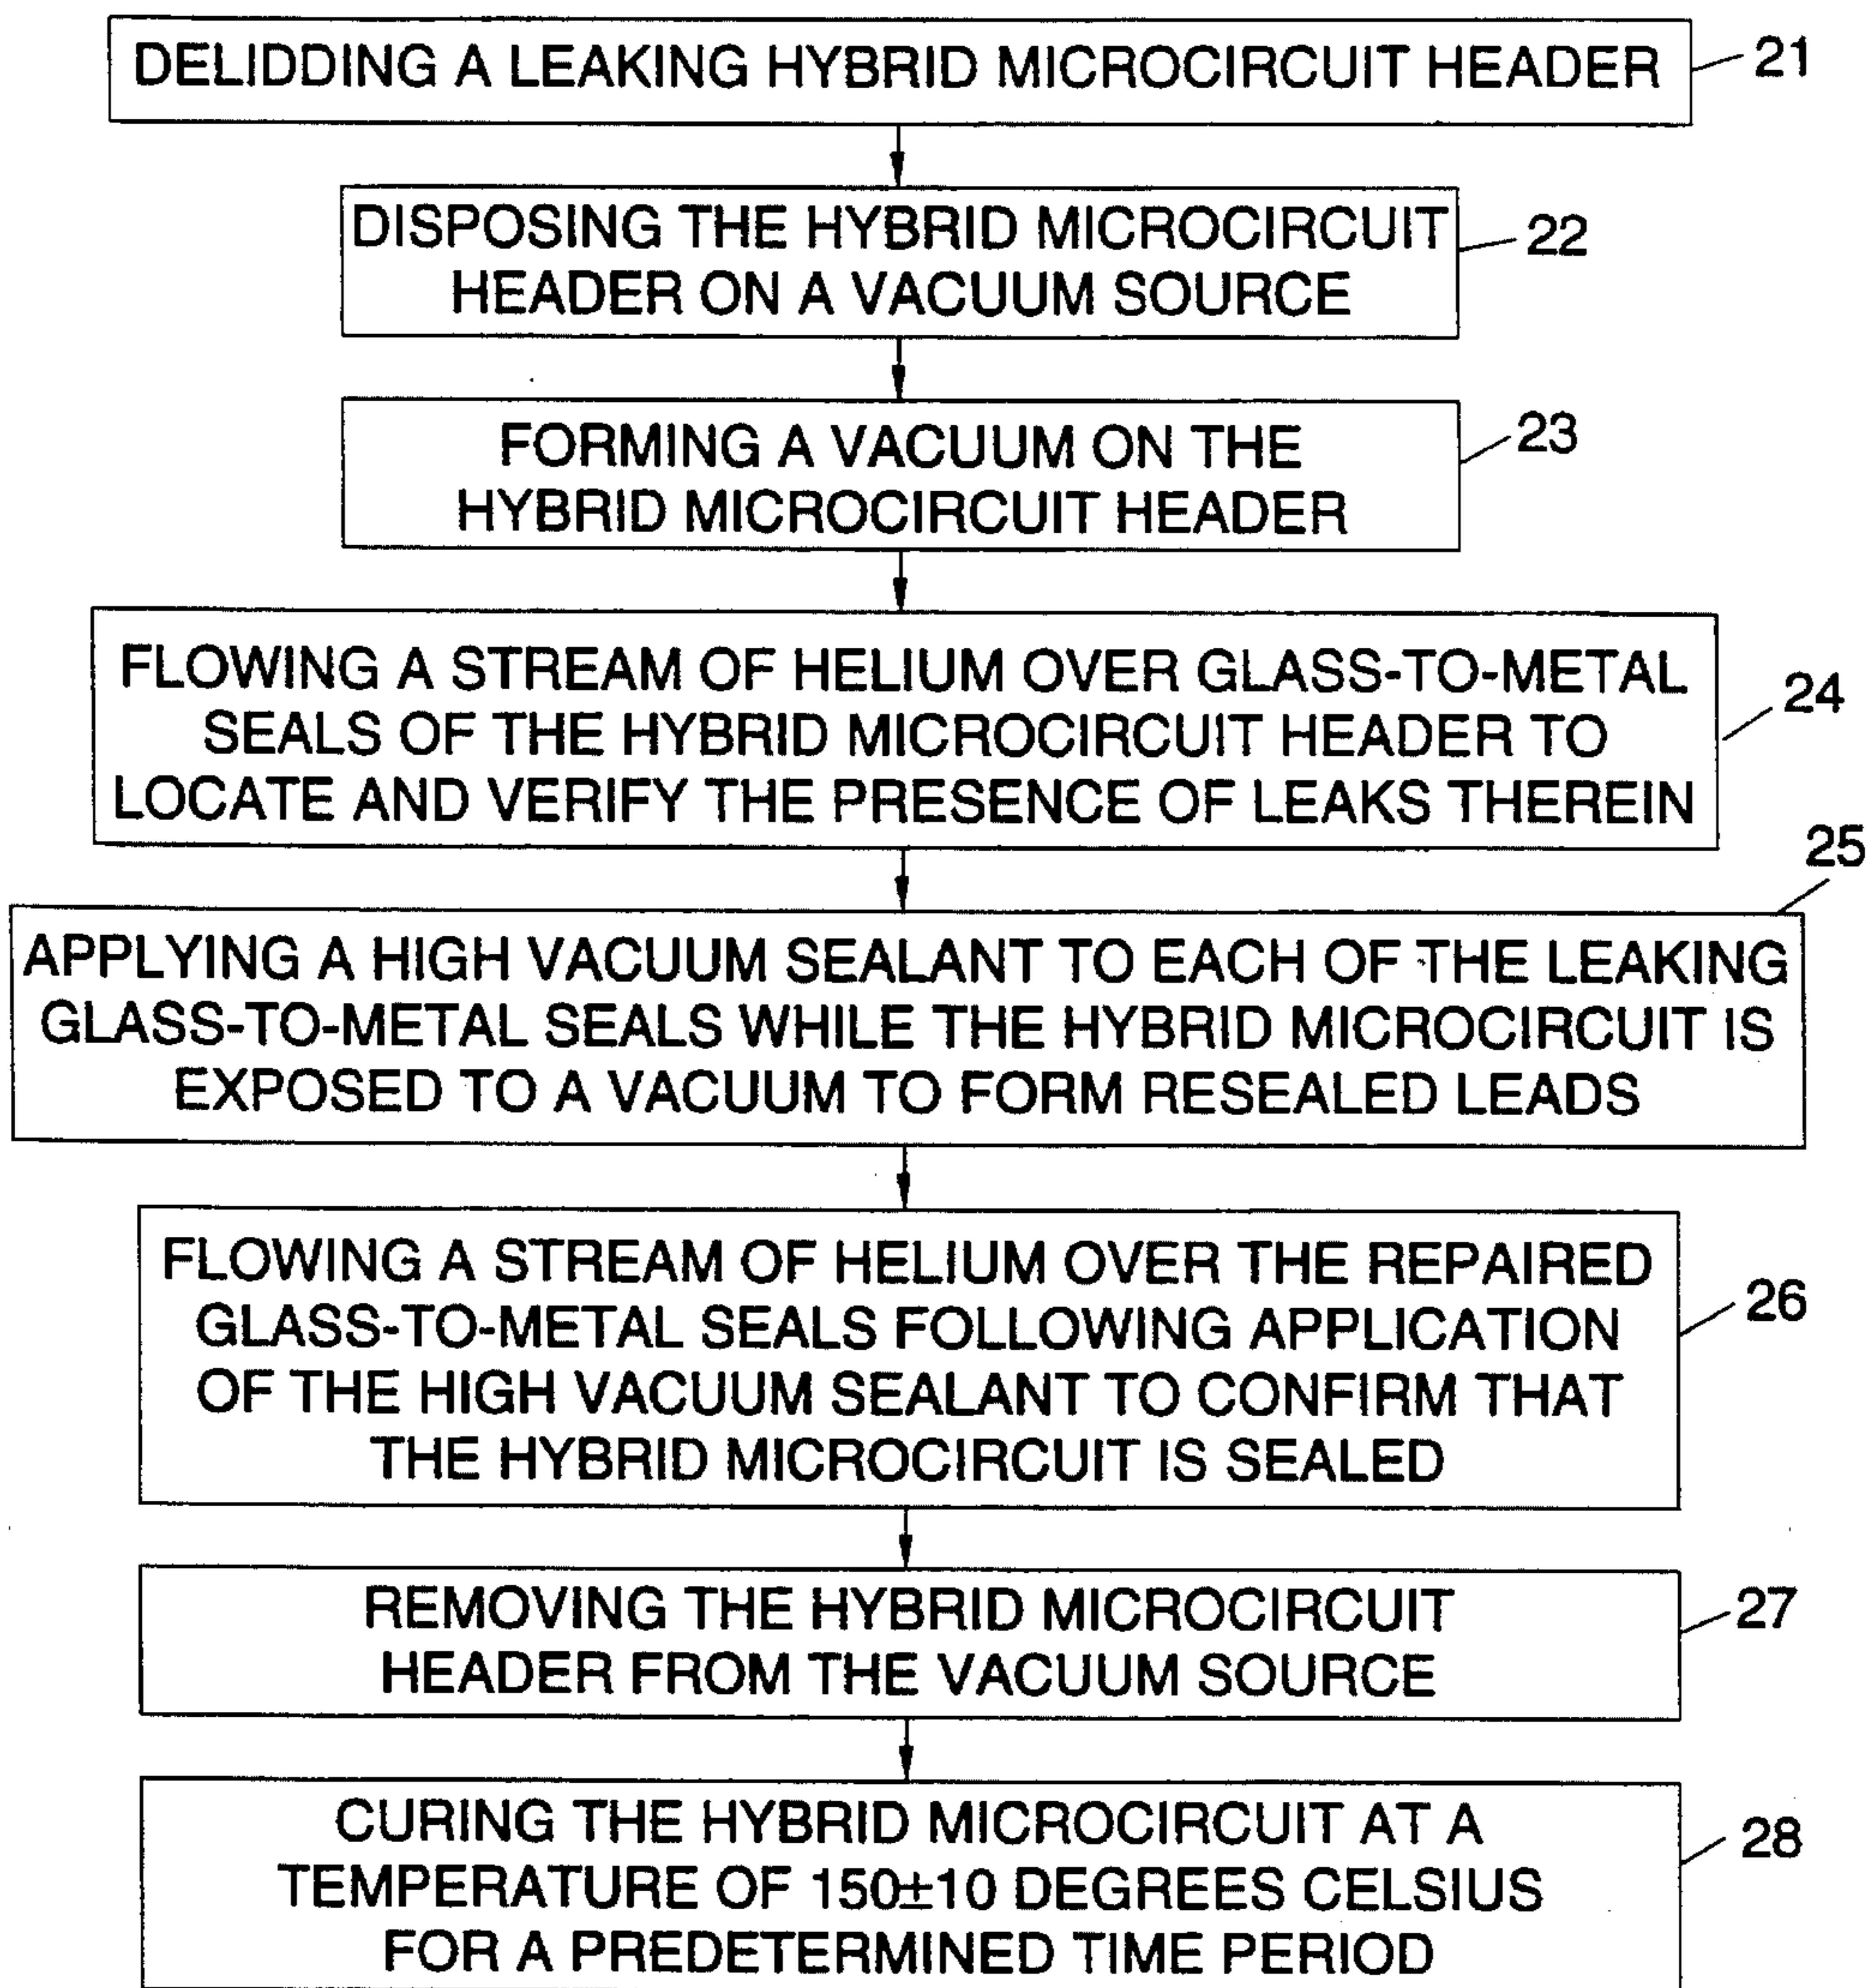 DELIDDING A LEAKING HYBRID MICROCIRCUIT HEADER
21
DISPOSING THE HYBRID MICROCIRCUIT
HEADER ON A VACUUM SOURCE
22
FORMING A VACUUM ON THE
HYBRID MICROCIRCUIT HEADER
23
FLOWING A STREAM OF HELIUM OVER GLASS-TO-METAL
SEALS OF THE HYBRID MICROCIRCUIT HEADER TO
LOCATE AND VERIFY THE PRESENCE OF LEAKS THEREIN
24
APPLYING A HIGH VACUUM SEALANT TO EACH OF THE LEAKING
GLASS-TO-METAL SEALS WHILE THE HYBRID MICROCIRCUIT IS
EXPOSED TO A VACUUM TO FORM RESEALED LEADS
25
FLOWING A STREAM OF HELIUM OVER THE REPAIRED
GLASS-TO-METAL SEALS FOLLOWING APPLICATION
OF THE HIGH VACUUM SEALANT TO CONFIRM THAT
THE HYBRID MICROCIRCUIT IS SEALED
26
REMOVING THE HYBRID MICROCIRCUIT
HEADER FROM THE VACUUM SOURCE
27
CURING THE HYBRID MICROCIRCUIT AT A
TEMPERATURE OF 150±10 DEGREES CELSIUS
FOR A PREDETERMINED TIME PERIOD
28